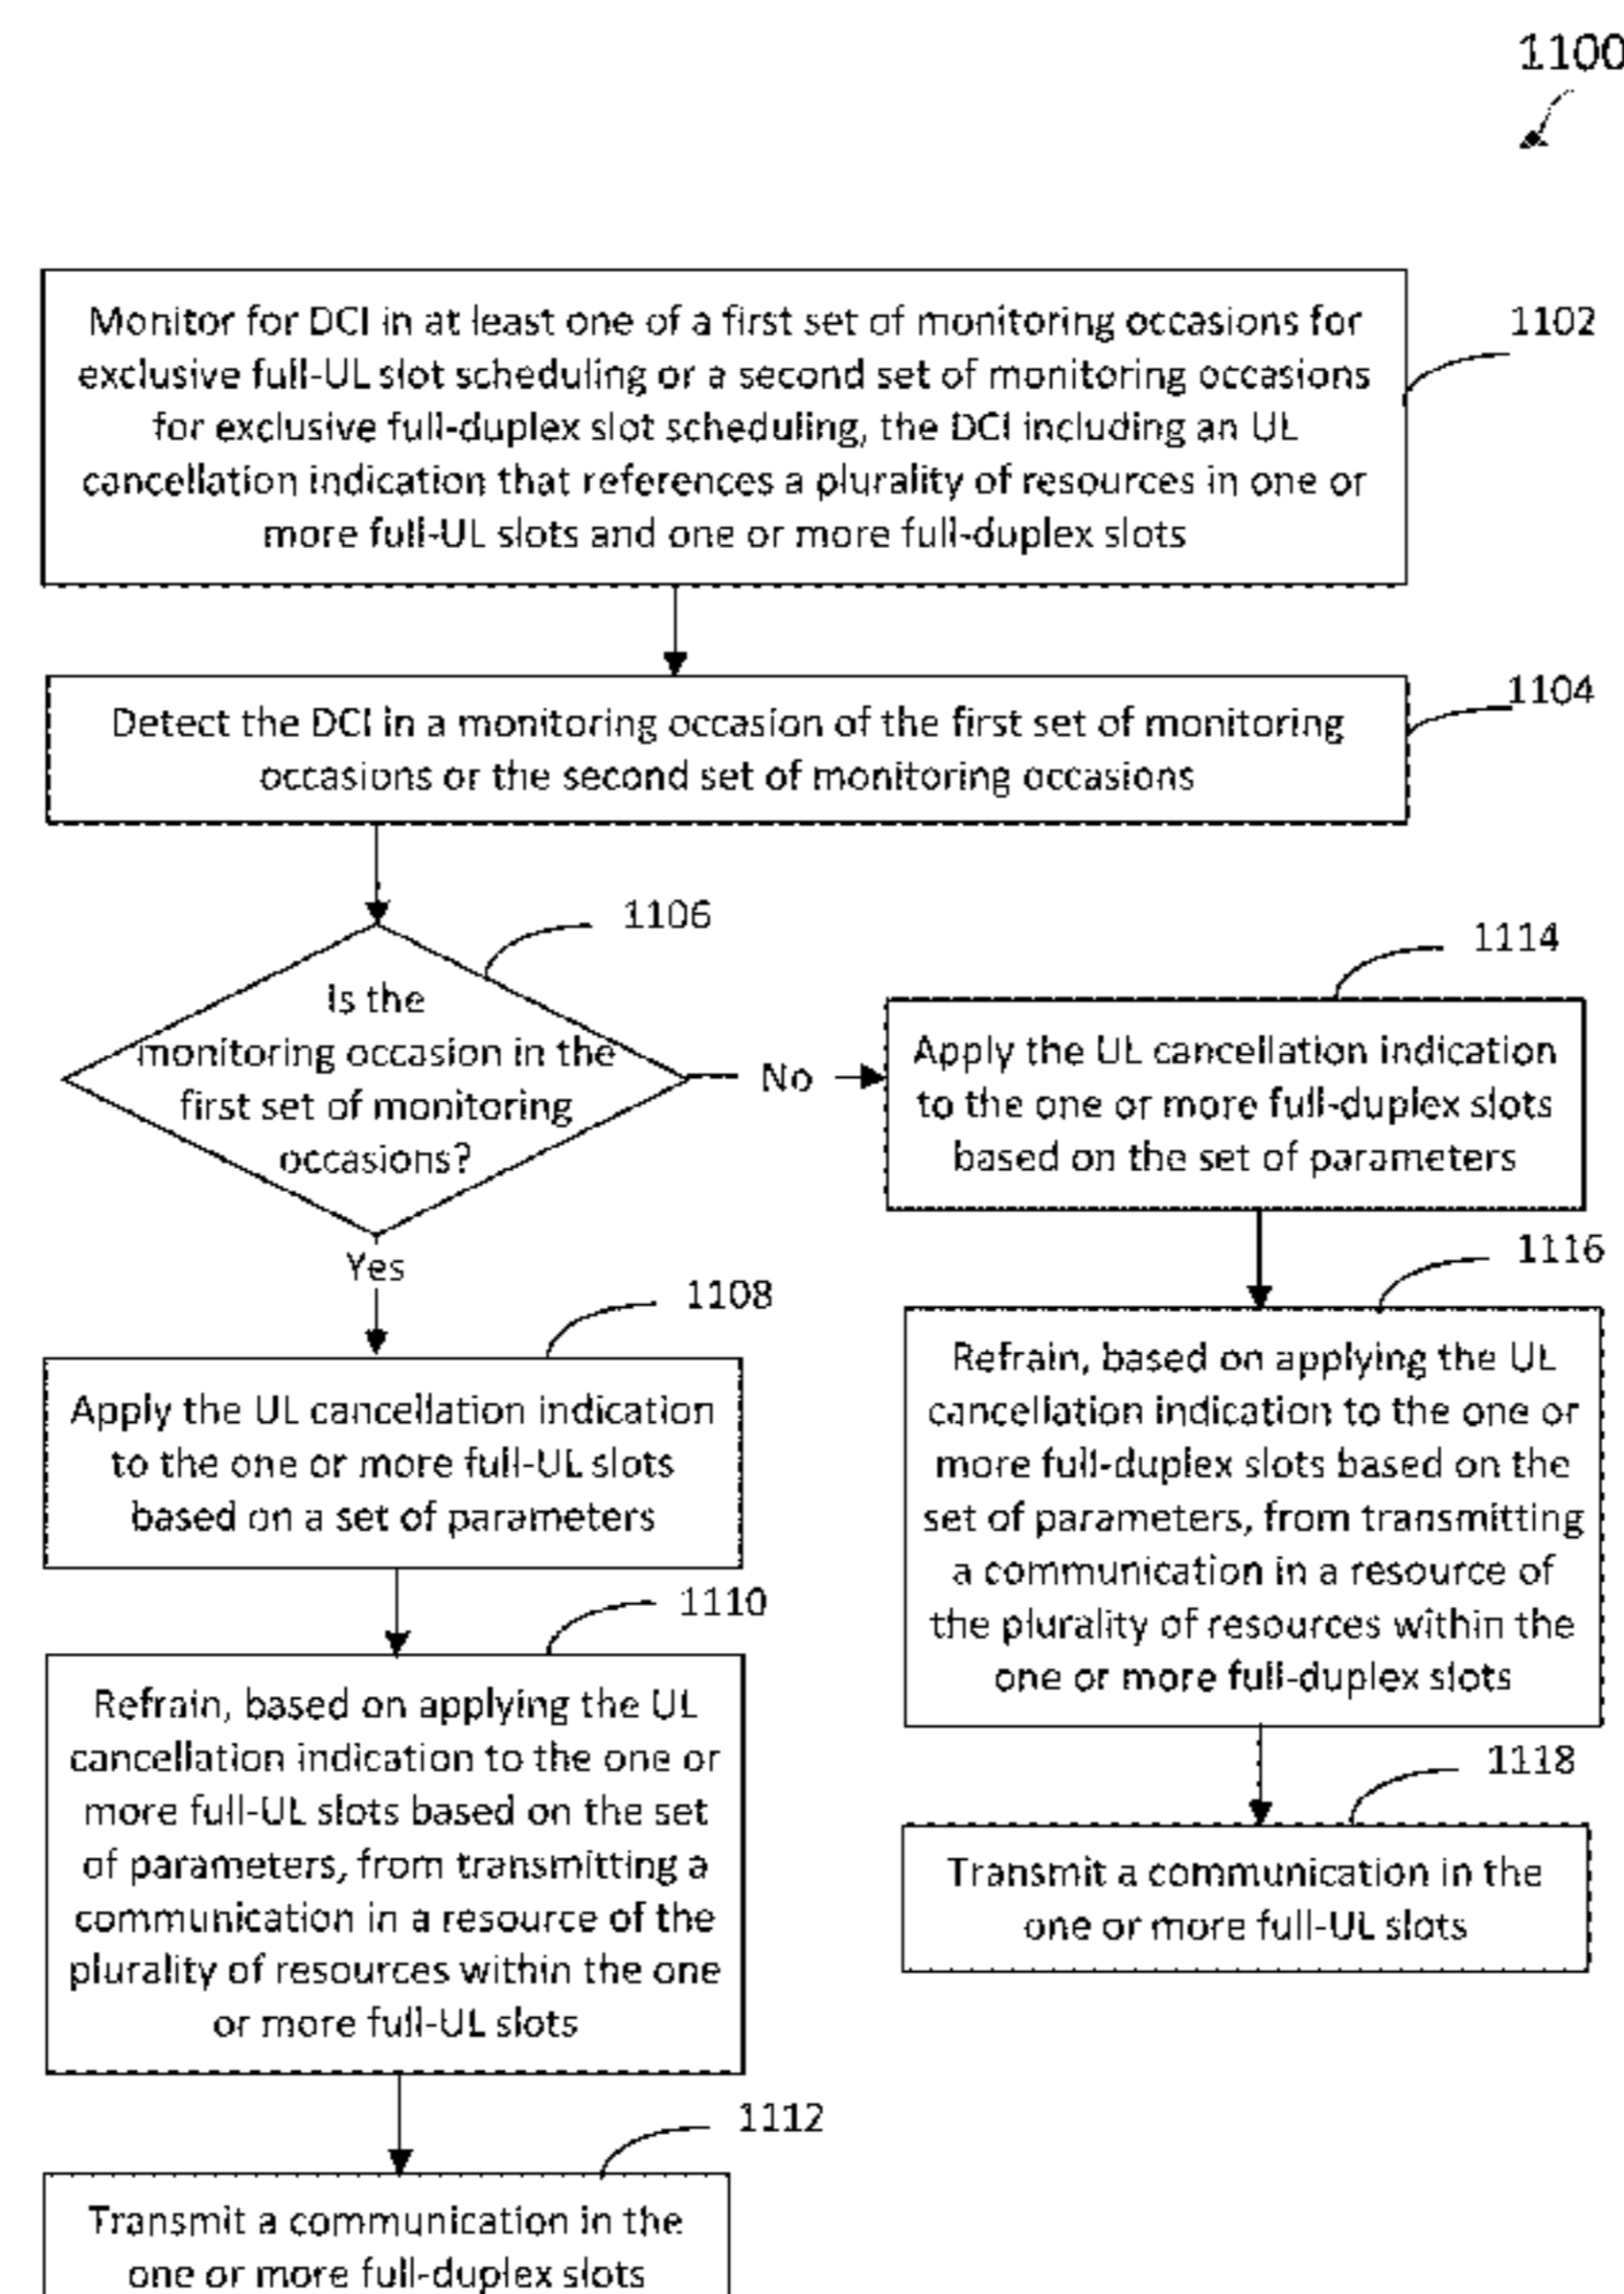 1100
Monitor for DCI in at least one of a first set of monitoring occasions for
exclusive full-UL slot scheduling or a second set of monitoring occasions
for exclusive full-duplex slot scheduling, the DCI including an UL
cancellation indication that references a plurality of resources in one or
more full-UL slots and one or more full-duplex slots
1102
Detect the DCI in a monitoring occasion of the first set of monitoring
occasions or the second set of monitoring occasions
1104
1106
Is the
monitoring occasion in the
first set of monitoring
occasions?
No
Yes
1114
Apply the UL cancellation indication
to the one or more full-duplex slots
based on the set of parameters
1116
Refrain, based on applying the UL
cancellation indication to the one or
more full-duplex slots based on the
set of parameters, from transmitting
a communication in a resource of
the plurality of resources within the
one or more full-duplex slots
1118
Transmit a communication in the
one or more full-UL slots
1108
Apply the UL cancellation indication
to the one or more full-UL slots
based on a set of parameters
1110
Refrain, based on applying the UL
cancellation indication to the one or
more full-UL slots based on the set
of parameters, from transmitting a
communication in a resource of the
plurality of resources within the one
or more full-UL slots
1112
Transmit a communication in the
one or more full-duplex slots